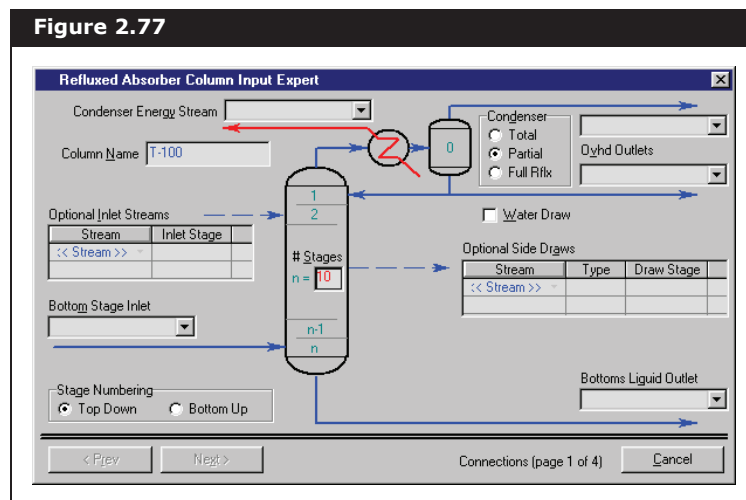 Figure 2.77
Refluxed Absorber Column Input Expert
Condenser Energy Stream
Column Name T-100
Condenser
Total
Partial
Full Rflx
Ovhd Outlets
0
1
2
Water Draw
Optional Inlet Streams
Stream Inlet Stage
<< Stream >>
# Stages
n = 10
Optional Side Draws
Stream Type Draw Stage
<< Stream >>
Bottom Stage Inlet
n-1
n
Stage Numbering
Top Down Bottom Up
Bottoms Liquid Outlet
< Prev Next > Connections (page 1 of 4) Cancel